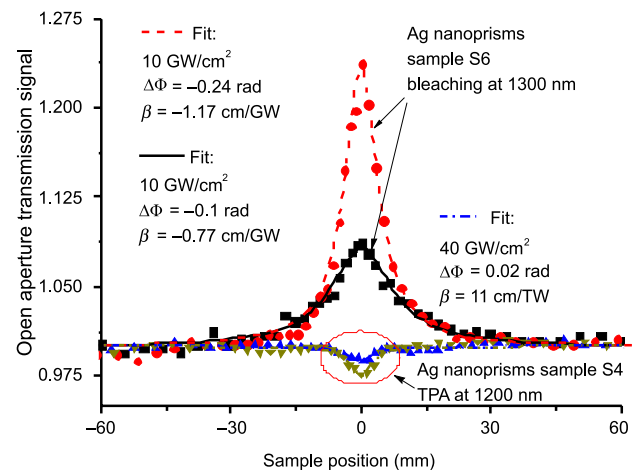 1.275
1.200
1.125
1.050
0.975
Open aperture transmission signal
Fit:
10 GW/cm²
ΔΦ = –0.24 rad
β = –1.17 cm/GW
Fit:
10 GW/cm²
ΔΦ = –0.1 rad
β = –0.77 cm/GW
Ag nanoprisms
sample S6
bleaching at 1300 nm
Fit:
40 GW/cm²
ΔΦ = 0.02 rad
β = 11 cm/TW
Ag nanoprisms sample S4
TPA at 1200 nm
–60 –30 0 30 60
Sample position (mm)